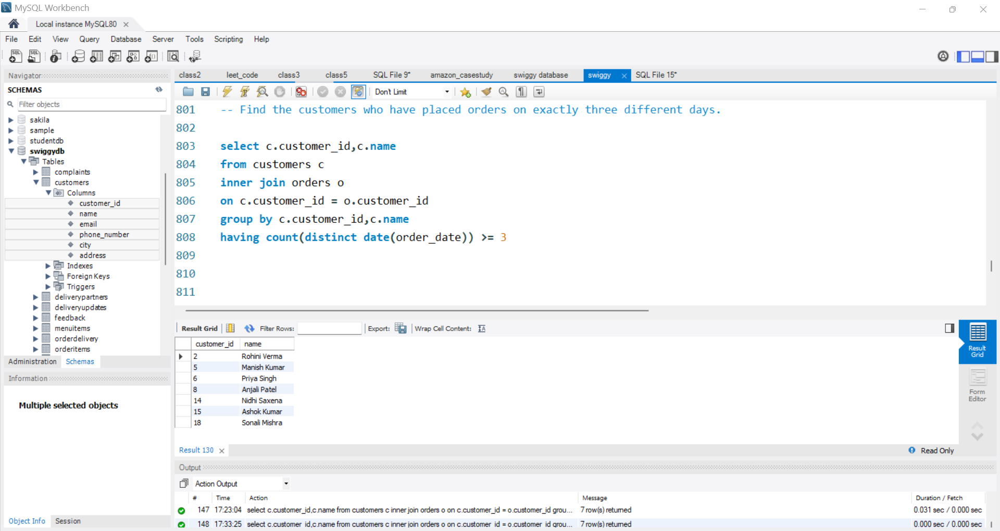 MySQL Workbench
Local instance MySQL80
File Edit View Query Database Server Tools Scripting Help
Navigator
SCHEMAS
Filter objects
sakila
sample
studentdb
swiggydb
Tables
complaints
customers
Columns
customer_id
name
email
phone_number
city
address
Indexes
Foreign Keys
Triggers
deliverypartners
deliveryupdates
feedback
menuitems
orderdelivery
orderitems
Administration Schemas
Information
Multiple selected objects
Object Info Session
class2 leet_code class3 class5 SQL File 9* amazon_casestudy swiggy database swiggy SQL File 15*
Don't Limit
801 -- Find the customers who have placed orders on exactly three different days.
802
803 select c.customer_id,c.name
804 from customers c
805 inner join orders o
806 on c.customer_id = o.customer_id
807 group by c.customer_id,c.name
808 having count(distinct date(order_date)) >= 3
809
810
811
Result Grid Filter Rows: Export: Wrap Cell Content:
customer_id name
2 Rohini Verma
5 Manish Kumar
6 Priya Singh
8 Anjali Patel
14 Nidhi Saxena
15 Ashok Kumar
18 Sonali Mishra
Result Grid
Form Editor
Result 130
Read Only
Output
Action Output
# Time Action Message Duration / Fetch
147 17:23:04 select c.customer_id,c.name from customers c inner join orders o on c.customer_id = o.customer_id grou... 7 row(s) returned 0.031 sec / 0.000 sec
148 17:33:25 select c.customer_id,c.name from customers c inner join orders o on c.customer_id = o.customer_id grou... 7 row(s) returned 0.000 sec / 0.000 sec